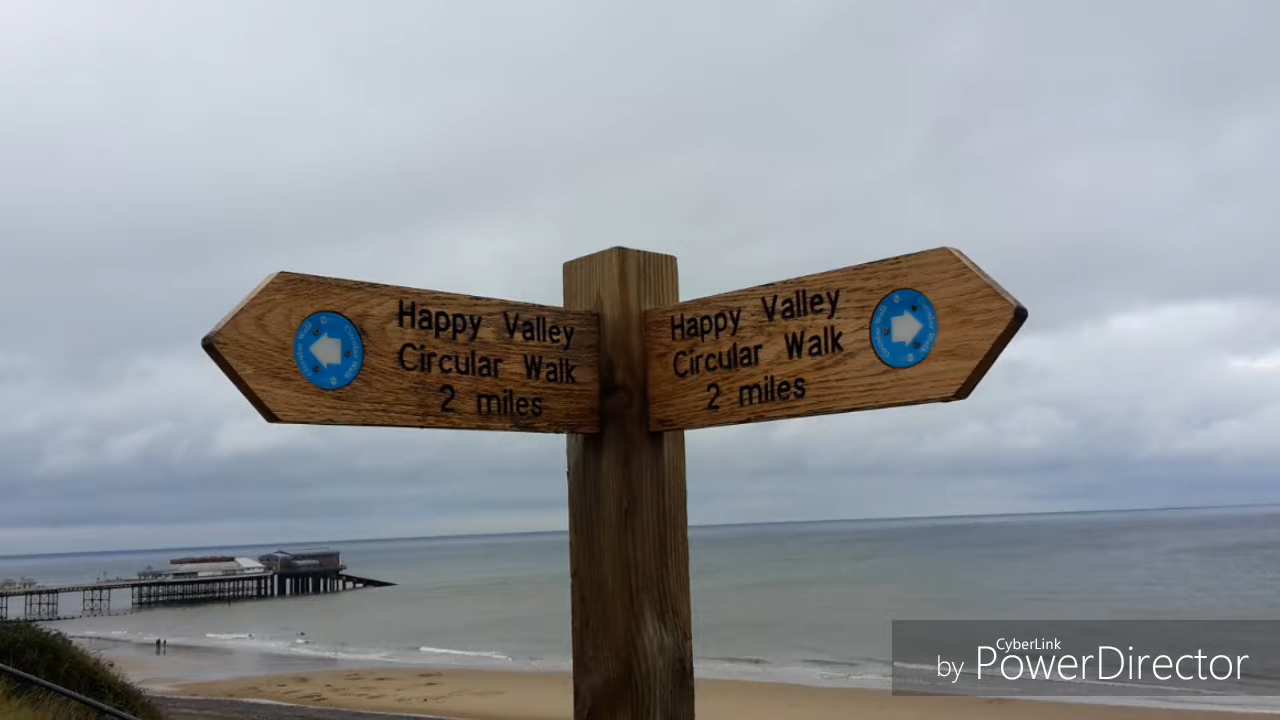 Happy Valley
Circular Walk
2 miles
Happy Valley
Circular Walk
2 miles
CyberLink
by PowerDirector